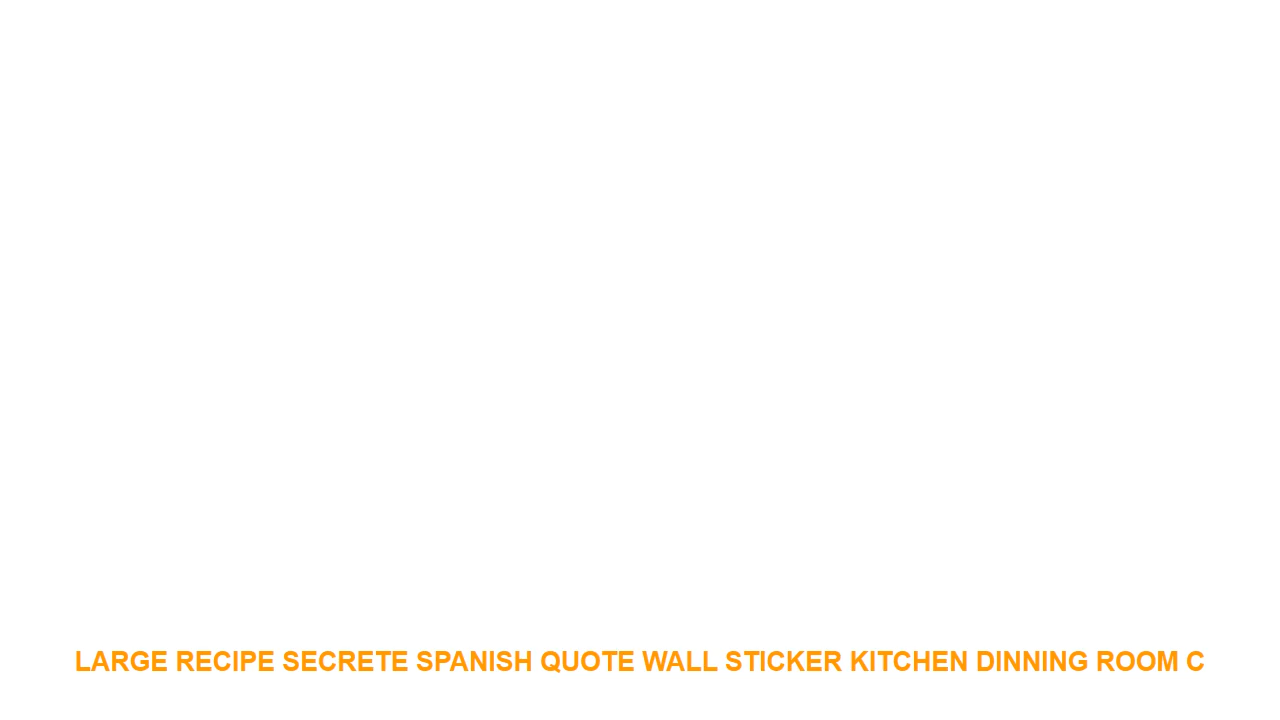 LARGE RECIPE SECRETE SPANISH QUOTE WALL STICKER KITCHEN DINNING ROOM C